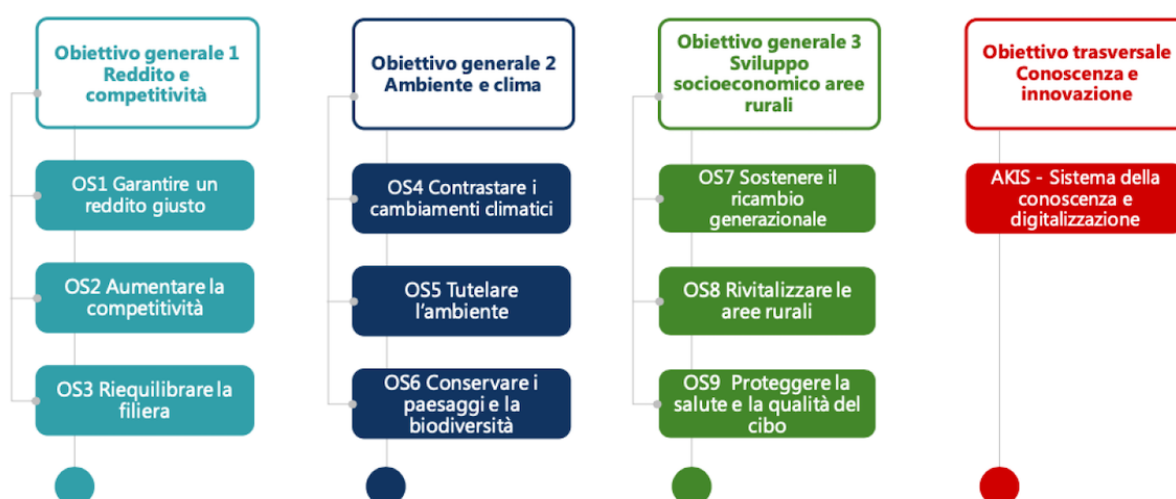 Obiettivo generale 1
Reddito e
competitività
OS1 Garantire un
reddito giusto
OS2 Aumentare la
competitività
OS3 Riequilibrare la
filiera
Obiettivo generale 2
Ambiente e clima
OS4 Contrastare i
cambiamenti climatici
OS5 Tutelare
l'ambiente
OS6 Conservare i
paesaggi e la
biodiversità
Obiettivo generale 3
Sviluppo
socioeconomico aree
rurali
OS7 Sostenere il
ricambio
generazionale
OS8 Rivitalizzare le
aree rurali
OS9 Proteggere la
salute e la qualità del
cibo
Obiettivo trasversale
Conoscenza e
innovazione
AKIS - Sistema della
conoscenza e
digitalizzazione